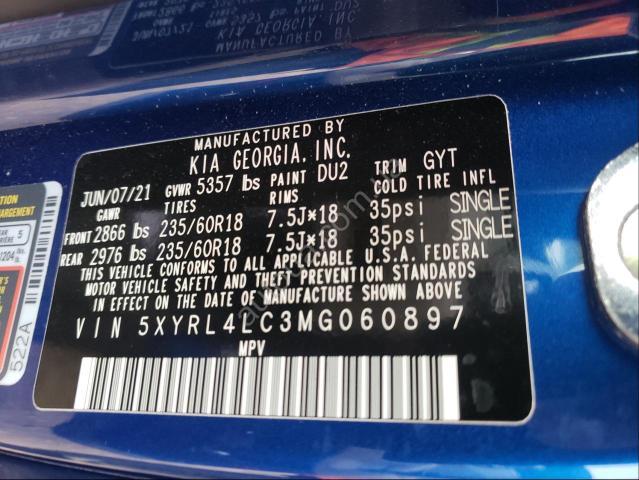 MANUFACTURED BY
KIA GEORGIA, INC.
JUN/07/21 GVWR 5357 lbs PAINT DU2 TRIM GYT
GAWR TIRES RIMS COLD TIRE INFL
FRONT 2866 lbs 235/60R18 7.5J×18 35psi SINGLE
REAR 2976 lbs 235/60R18 7.5J×18 35psi SINGLE
THIS VEHICLE CONFORMS TO ALL APPLICABLE U.S.A. FEDERAL
MOTOR VEHICLE SAFETY AND THEFT PREVENTION STANDARDS
IN EFFECT ON THE DATE OF MANUFACTURE SHOWN ABOVE
VIN 5XYRL4LC3MG060897
MPV
5
522A